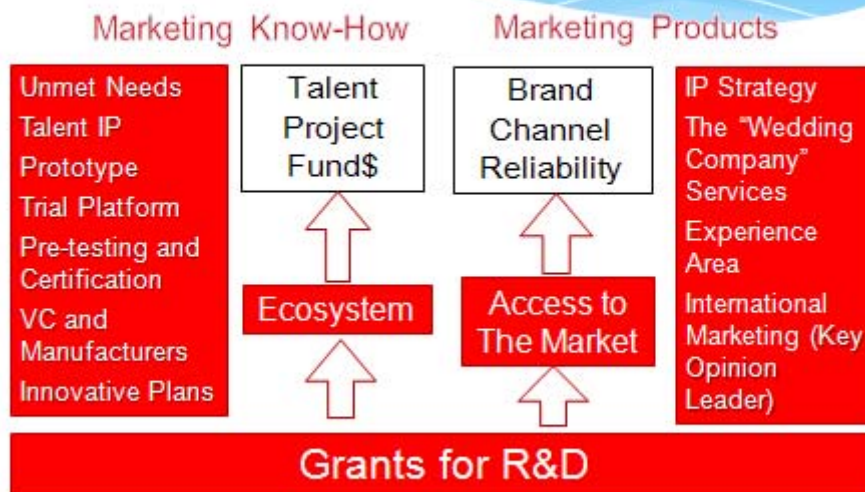 Marketing Know-How
Marketing Products
Unmet Needs
Talent IP
Prototype
Trial Platform
Pre-testing and
Certification
VC and
Manufacturers
Innovative Plans
Talent
Project
Fund$
Ecosystem
Brand
Channel
Reliability
Access to
The Market
IP Strategy
The "Wedding
Company"
Services
Experience
Area
International
Marketing (Key
Opinion
Leader)
Grants for R&D